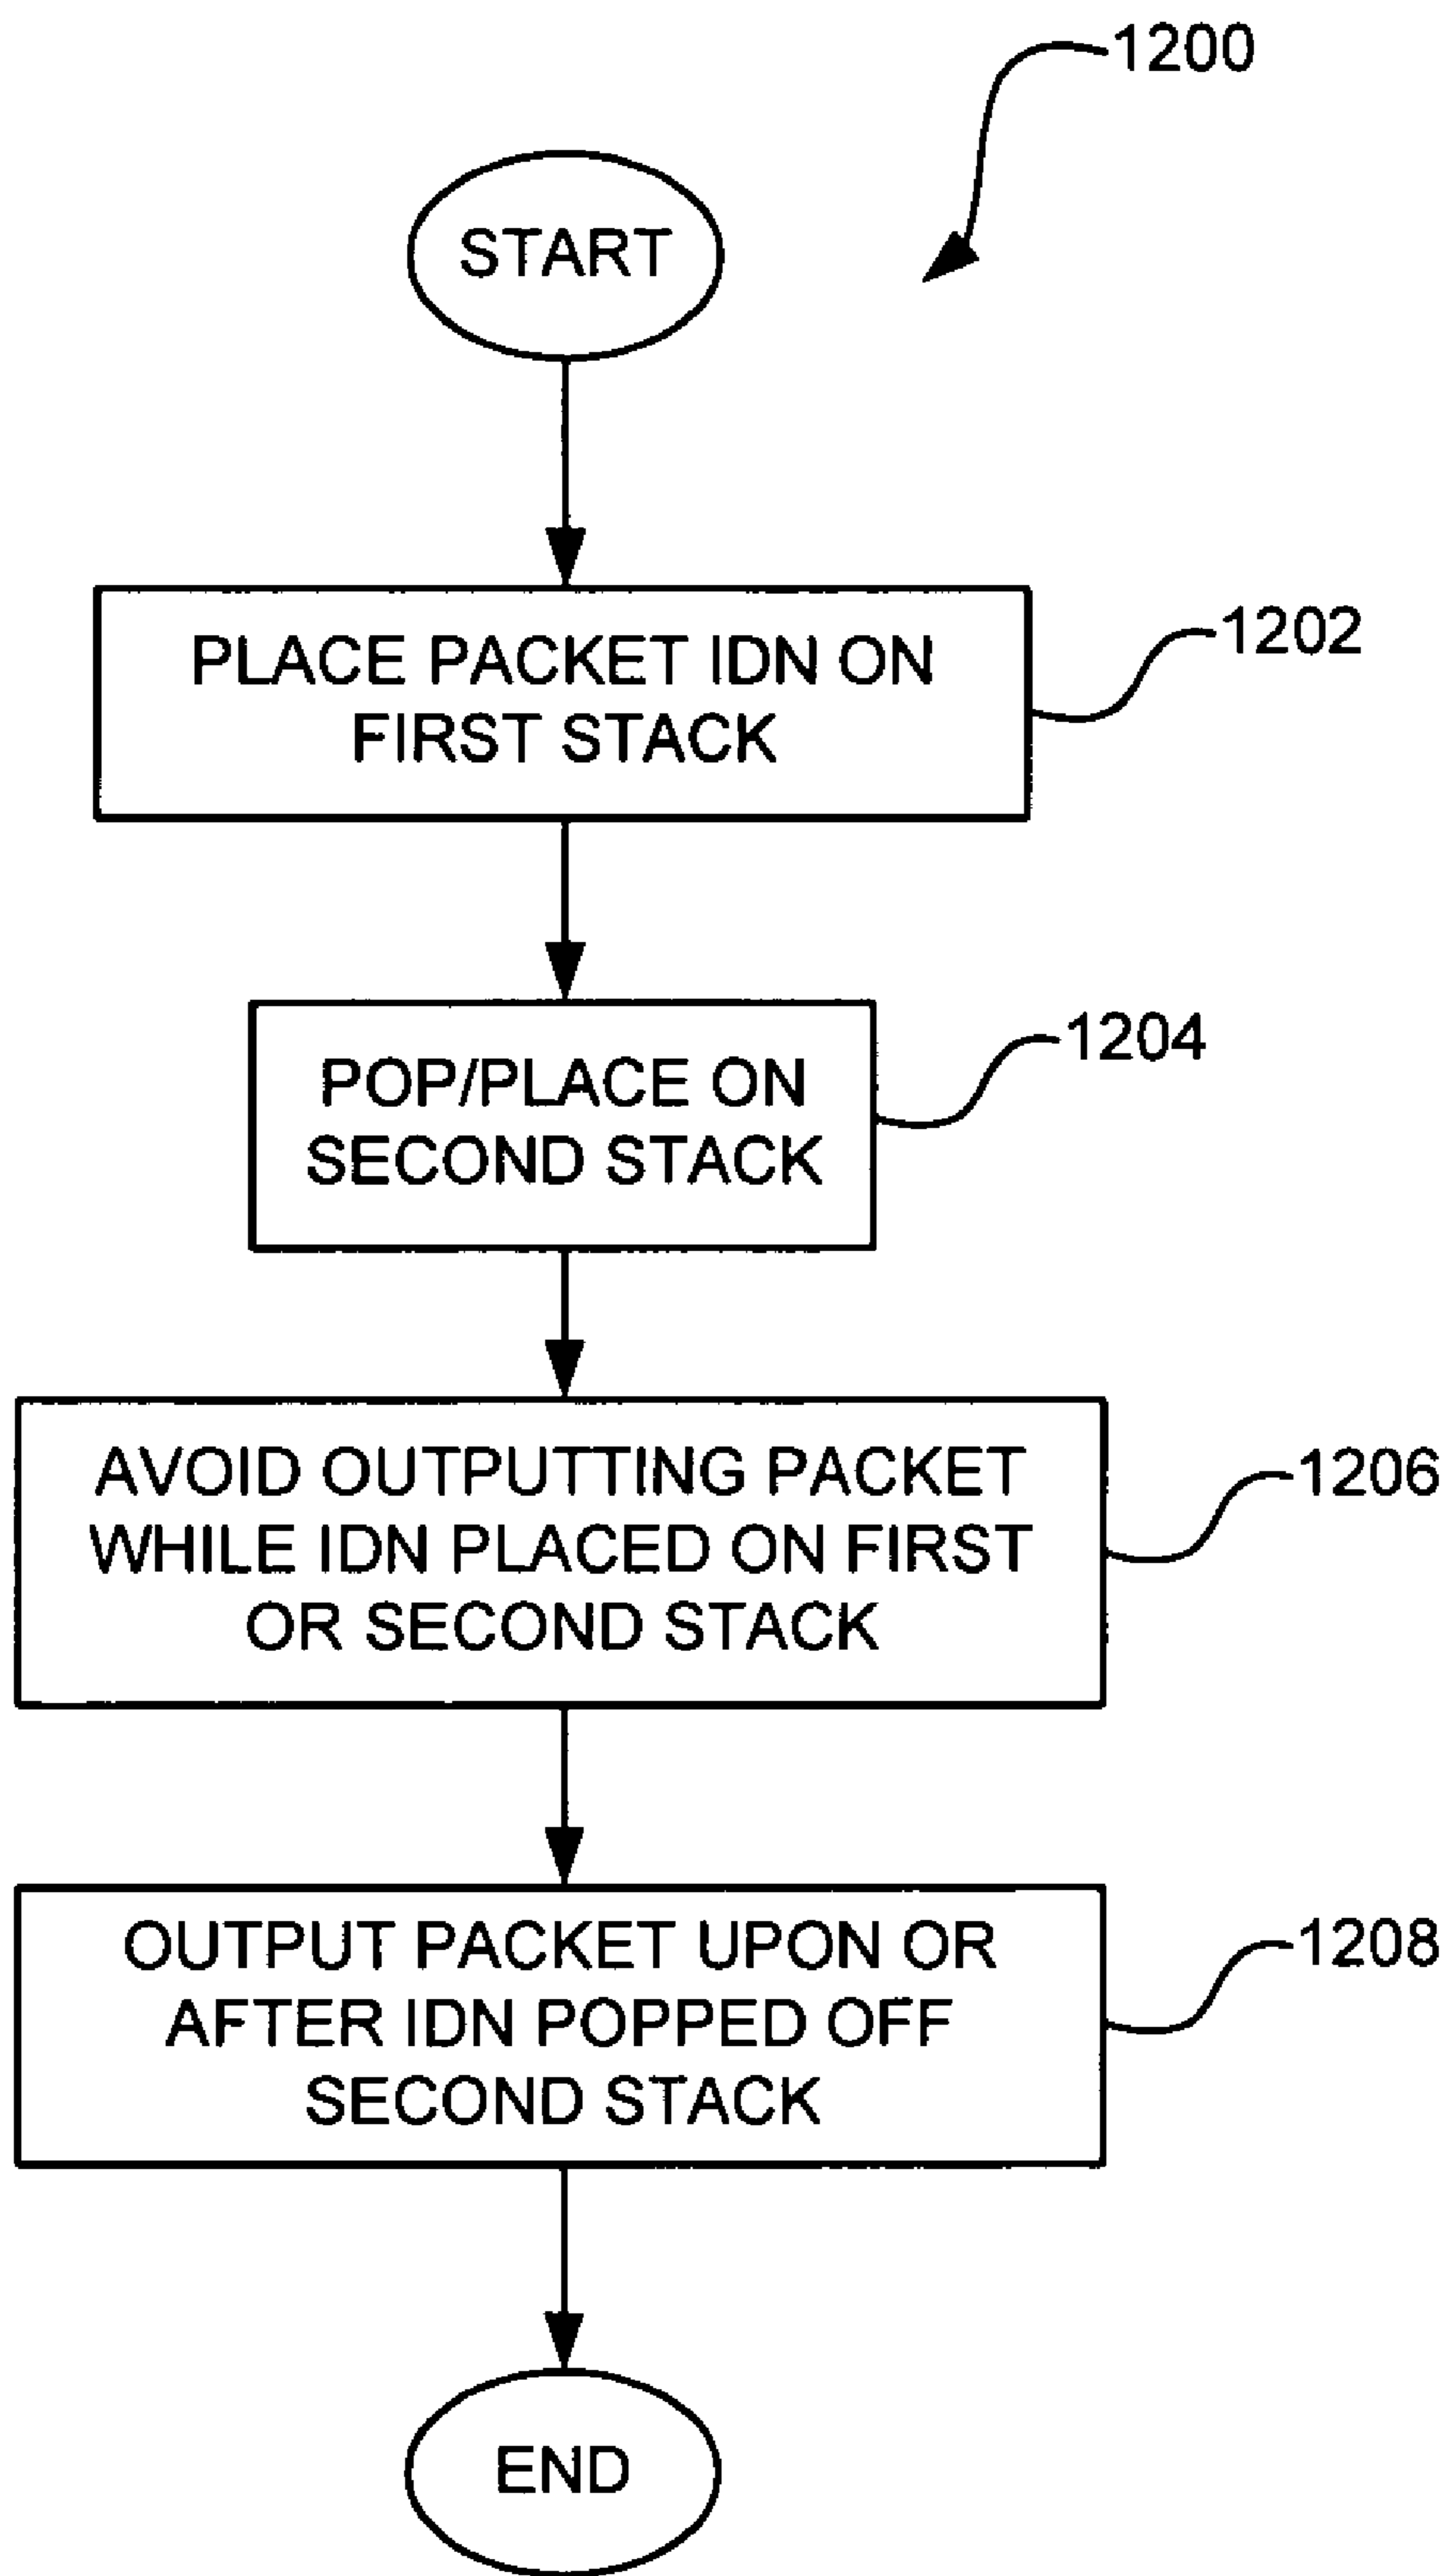 1200
START
PLACE PACKET IDN ON
FIRST STACK
1202
POP/PLACE ON
SECOND STACK
1204
AVOID OUTPUTTING PACKET
WHILE IDN PLACED ON FIRST
OR SECOND STACK
1206
OUTPUT PACKET UPON OR
AFTER IDN POPPED OFF
SECOND STACK
1208
END